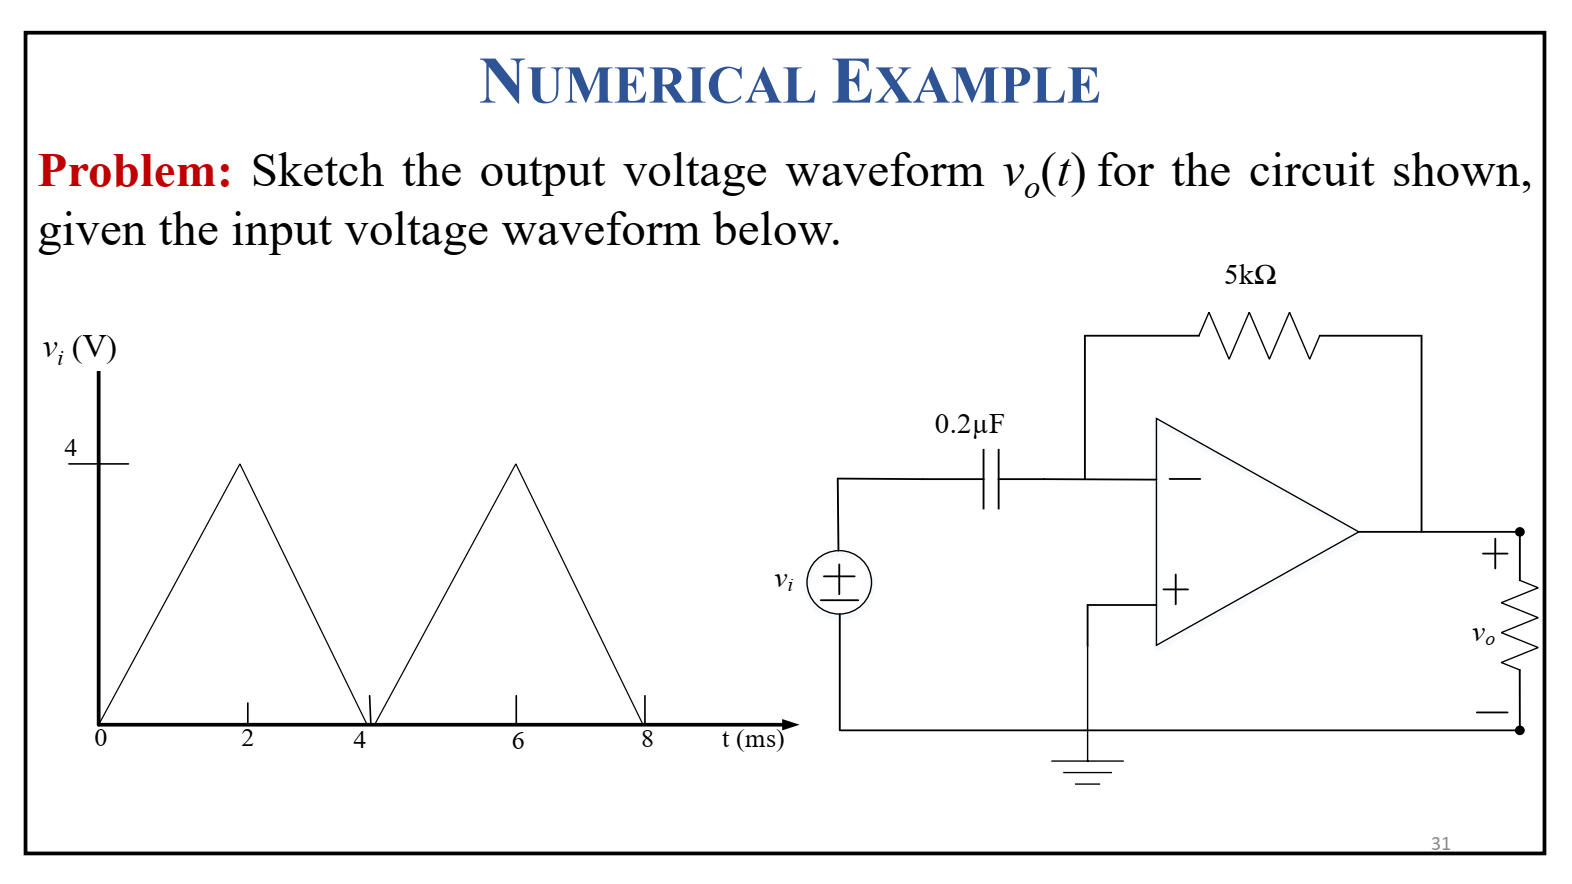 NUMERICAL EXAMPLE
Problem: Sketch the output voltage waveform vo(t) for the circuit shown,
given the input voltage waveform below.
5kΩ
vi (V)
4
0.2μF
vi
vo
0 2 4 6 8 t (ms)
31